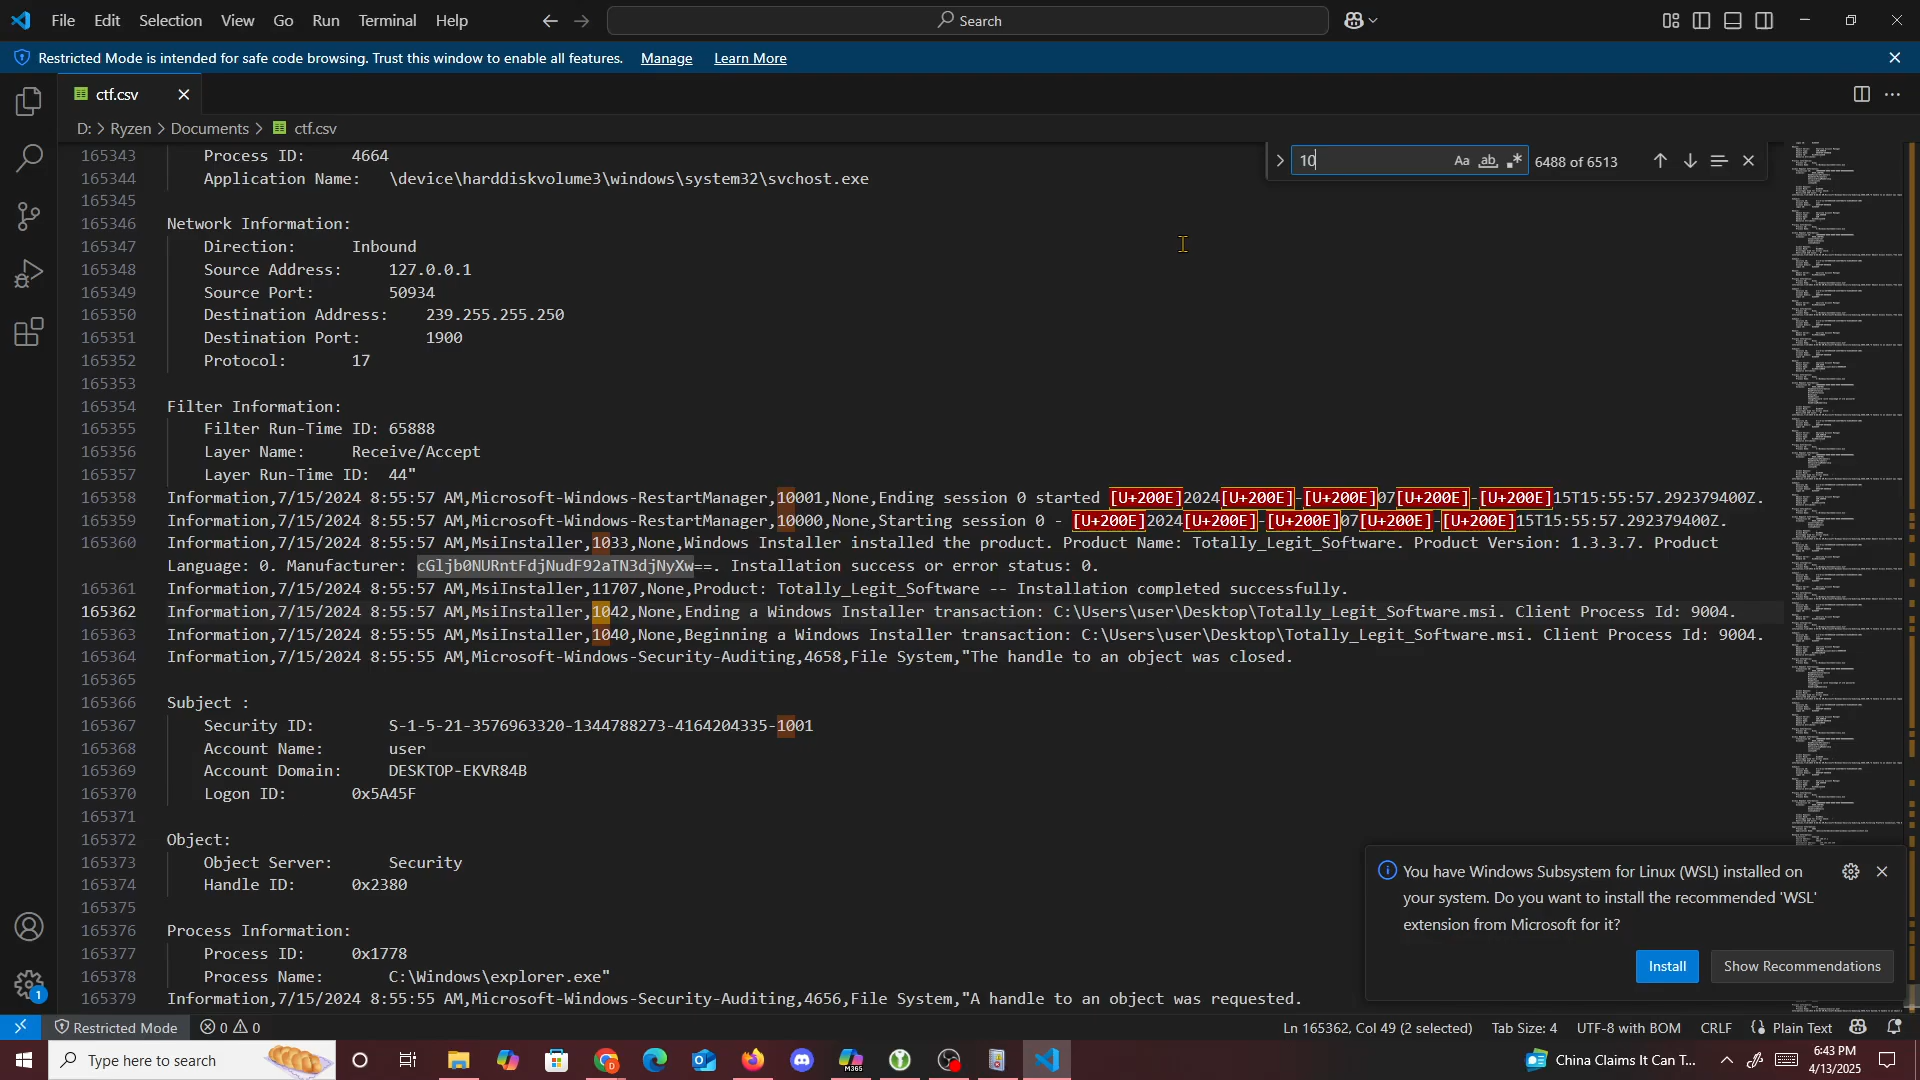 File Edit Selection View Go Run Terminal Help Search
Restricted Mode is intended for safe code browsing. Trust this window to enable all features. Manage Learn More
ctf.csv
D: > Ryzen > Documents > ctf.csv
10 Aa ab 6488 of 6513
165343 Process ID: 4664
165344 Application Name: \device\harddiskvolume3\windows\system32\svchost.exe
165345
165346 Network Information:
165347 Direction: Inbound
165348 Source Address: 127.0.0.1
165349 Source Port: 50934
165350 Destination Address: 239.255.255.250
165351 Destination Port: 1900
165352 Protocol: 17
165353
165354 Filter Information:
165355 Filter Run-Time ID: 65888
165356 Layer Name: Receive/Accept
165357 Layer Run-Time ID: 44"
165358 Information,7/15/2024 8:55:57 AM,Microsoft-Windows-RestartManager,10001,None,Ending session 0 started [U+200E]2024[U+200E]-[U+200E]07[U+200E]-[U+200E]15T15:55:57.292379400Z.
165359 Information,7/15/2024 8:55:57 AM,Microsoft-Windows-RestartManager,10000,None,Starting session 0 - [U+200E]2024[U+200E]-[U+200E]07[U+200E]-[U+200E]15T15:55:57.292379400Z.
165360 Information,7/15/2024 8:55:57 AM,MsiInstaller,1033,None,Windows Installer installed the product. Product Name: Totally_Legit_Software. Product Version: 1.3.3.7. Product
Language: 0. Manufacturer: cGljb0NURntFdjNudF92aTN3djNyXw==. Installation success or error status: 0.
165361 Information,7/15/2024 8:55:57 AM,MsiInstaller,11707,None,Product: Totally_Legit_Software -- Installation completed successfully.
165362 Information,7/15/2024 8:55:57 AM,MsiInstaller,1042,None,Ending a Windows Installer transaction: C:\Users\user\Desktop\Totally_Legit_Software.msi. Client Process Id: 9004.
165363 Information,7/15/2024 8:55:55 AM,MsiInstaller,1040,None,Beginning a Windows Installer transaction: C:\Users\user\Desktop\Totally_Legit_Software.msi. Client Process Id: 9004.
165364 Information,7/15/2024 8:55:55 AM,Microsoft-Windows-Security-Auditing,4658,File System,"The handle to an object was closed.
165365
165366 Subject :
165367 Security ID: S-1-5-21-3576963320-1344788273-4164204335-1001
165368 Account Name: user
165369 Account Domain: DESKTOP-EKVR84B
165370 Logon ID: 0x5A45F
165371
165372 Object:
165373 Object Server: Security
165374 Handle ID: 0x2380
165375
165376 Process Information:
165377 Process ID: 0x1778
165378 Process Name: C:\Windows\explorer.exe"
165379 Information,7/15/2024 8:55:55 AM,Microsoft-Windows-Security-Auditing,4656,File System,"A handle to an object was requested.
You have Windows Subsystem for Linux (WSL) installed on
your system. Do you want to install the recommended 'WSL'
extension from Microsoft for it?
Install Show Recommendations
1
Restricted Mode 0 0 Ln 165362, Col 49 (2 selected) Tab Size: 4 UTF-8 with BOM CRLF {} Plain Text
Type here to search M365 China Claims It Can T... 6:43 PM
4/13/2025